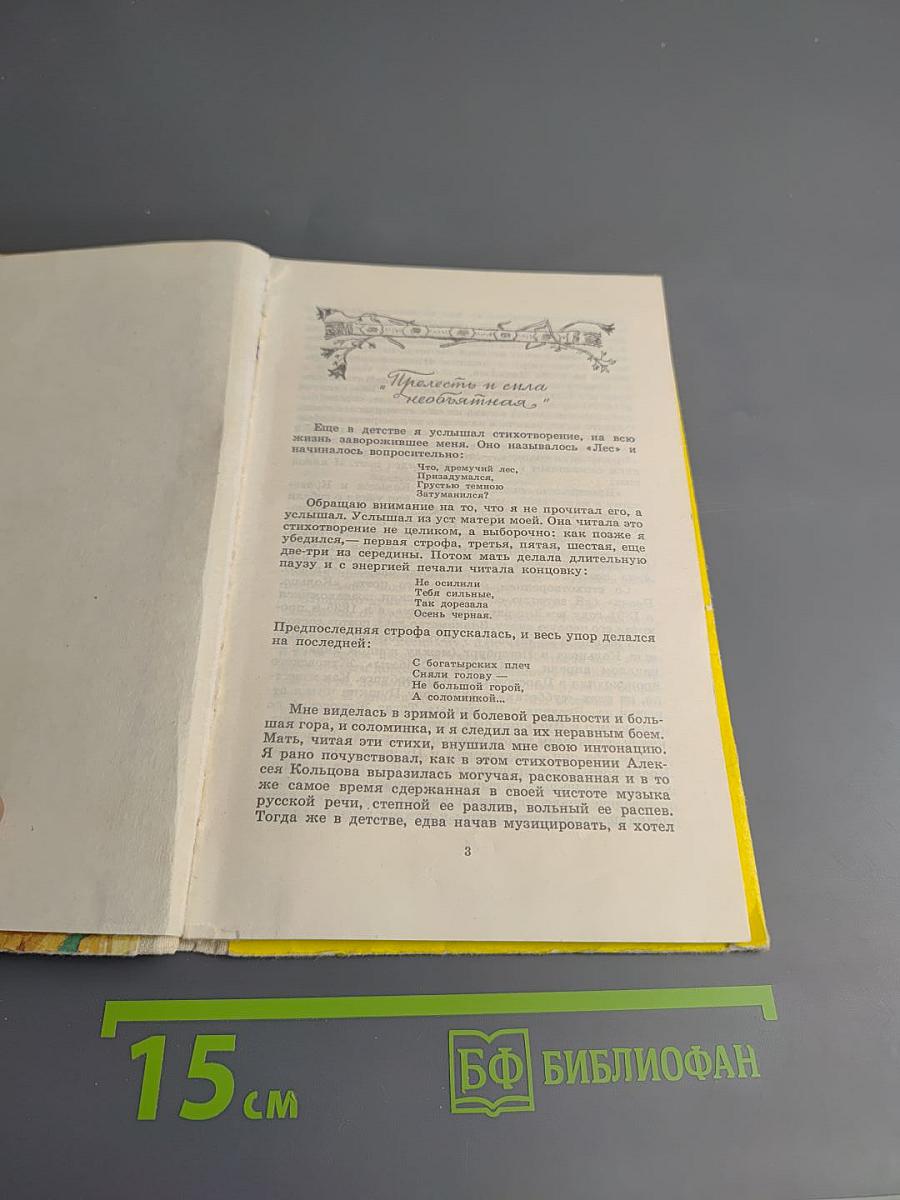 „Прелесть и сила
необъятная"
Еще в детстве я услышал стихотворение, на всю
жизнь заворожившее меня. Оно называлось «Лес» и
начиналось вопросительно:
Что, дремучий лес,
Призадумался,
Грустью темною
Затуманился?
Обращаю внимание на то, что я не прочитал его, а
услышал. Услышал из уст матери моей. Она читала это
стихотворение не целиком, а выборочно: как позже я
убедился,— первая строфа, третья, пятая, шестая, еще
две-три из середины. Потом мать делала длительную
паузу и с энергией печали читала концовку:
Не осилили
Тебя сильные,
Так дорезала
Осень черная.
Предпоследняя строфа опускалась, и весь упор делался
на последней:
С богатырских плеч
Сняли голову —
Не большой горой,
А соломинкой...
Мне виделась в зримой и болевой реальности и боль-
шая гора, и соломинка, и я следил за их неравным боем.
Мать, читая эти стихи, внушила мне свою интонацию.
Я рано почувствовал, как в этом стихотворении Алек-
сея Кольцова выразилась могучая, раскованная и в то
же самое время сдержанная в своей чистоте музыка
русской речи, степной ее разлив, вольный ее распев.
Тогда же в детстве, едва начав музицировать, я хотел
3
15 см
БФ БИБЛИОФАН